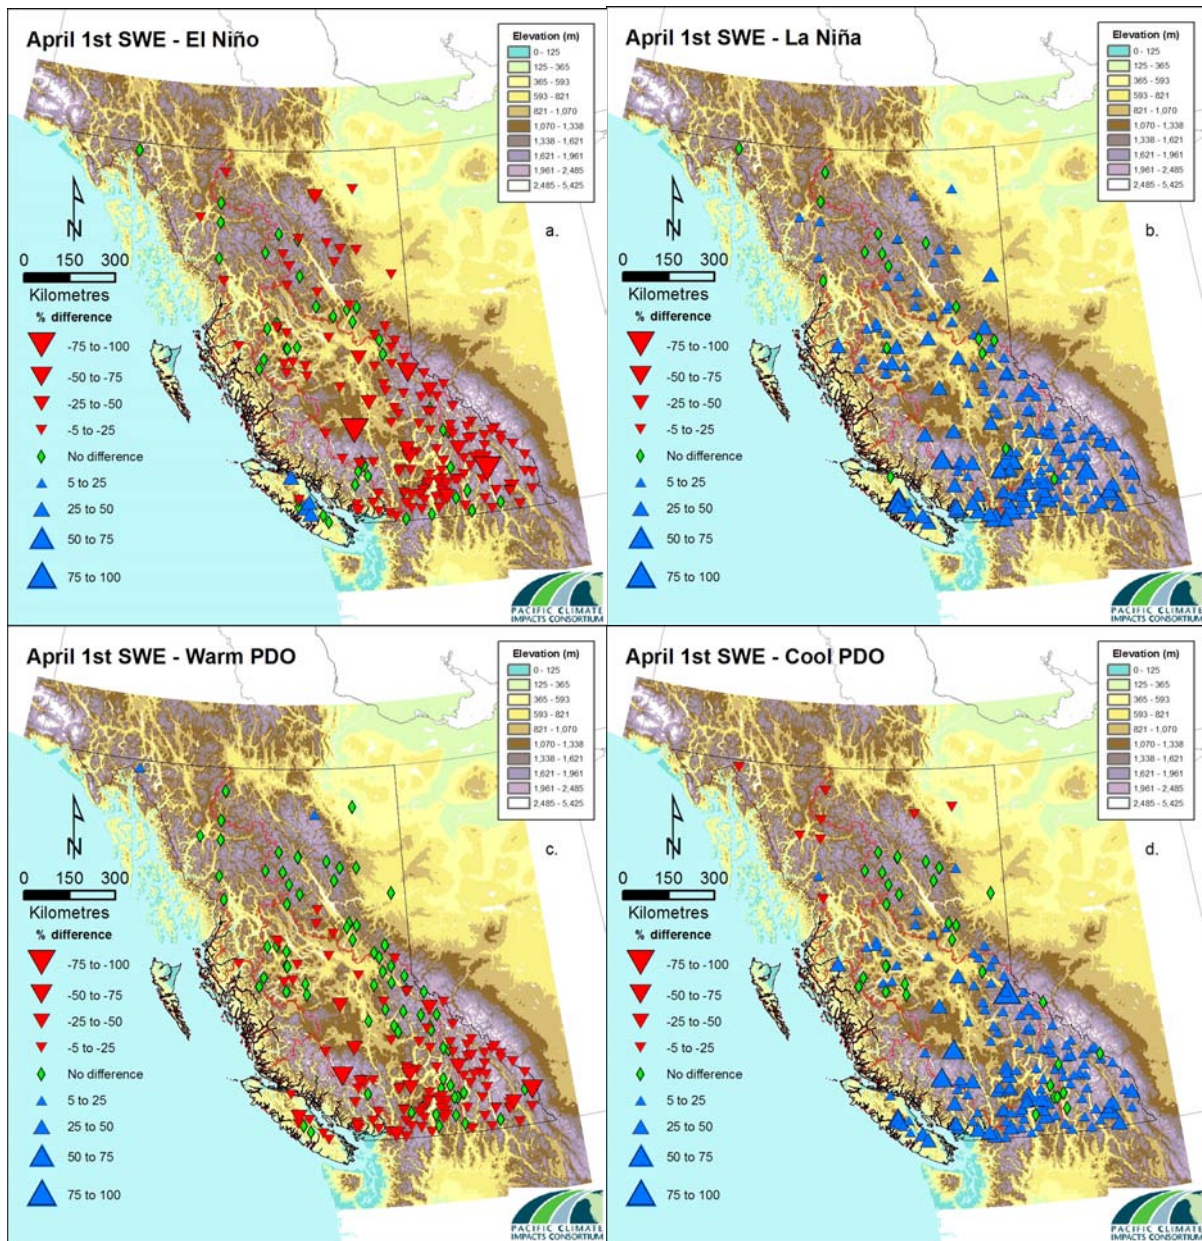 April 1st SWE - El Niño
Elevation (m)
0 - 125
125 - 365
365 - 593
593 - 821
821 - 1,070
1,070 - 1,338
1,338 - 1,621
1,621 - 1,961
1,961 - 2,485
2,485 - 5,425
a.
N
0 150 300
Kilometres
% difference
-75 to -100
-50 to -75
-25 to -50
-5 to -25
No difference
5 to 25
25 to 50
50 to 75
75 to 100
PACIFIC CLIMATE
IMPACTS CONSORTIUM
April 1st SWE - La Niña
Elevation (m)
0 - 125
125 - 365
365 - 593
593 - 821
821 - 1,070
1,070 - 1,338
1,338 - 1,621
1,621 - 1,961
1,961 - 2,485
2,485 - 5,425
b.
N
0 150 300
Kilometres
% difference
-75 to -100
-50 to -75
-25 to -50
-5 to -25
No difference
5 to 25
25 to 50
50 to 75
75 to 100
PACIFIC CLIMATE
IMPACTS CONSORTIUM
April 1st SWE - Warm PDO
Elevation (m)
0 - 125
125 - 365
365 - 593
593 - 821
821 - 1,070
1,070 - 1,338
1,338 - 1,621
1,621 - 1,961
1,961 - 2,485
2,485 - 5,425
c.
N
0 150 300
Kilometres
% difference
-75 to -100
-50 to -75
-25 to -50
-5 to -25
No difference
5 to 25
25 to 50
50 to 75
75 to 100
PACIFIC CLIMATE
IMPACTS CONSORTIUM
April 1st SWE - Cool PDO
Elevation (m)
0 - 125
125 - 365
365 - 593
593 - 821
821 - 1,070
1,070 - 1,338
1,338 - 1,621
1,621 - 1,961
1,961 - 2,485
2,485 - 5,425
d.
N
0 150 300
Kilometres
% difference
-75 to -100
-50 to -75
-25 to -50
-5 to -25
No difference
5 to 25
25 to 50
50 to 75
75 to 100
PACIFIC CLIMATE
IMPACTS CONSORTIUM